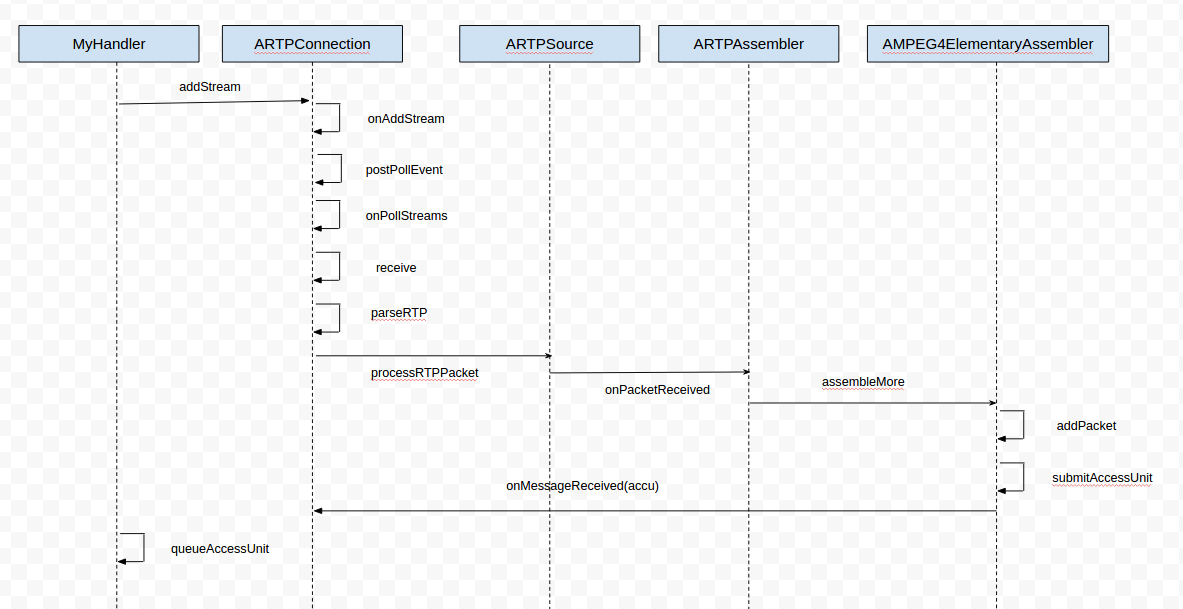 MyHandler
ARTPConnection
ARTPSource
ARTPAssembler
AMPEG4ElementaryAssembler
addStream
onAddStream
postPollEvent
onPollStreams
receive
parseRTP
processRTPPacket
onPacketReceived
assembleMore
addPacket
submitAccessUnit
onMessageReceived(accu)
queueAccessUnit